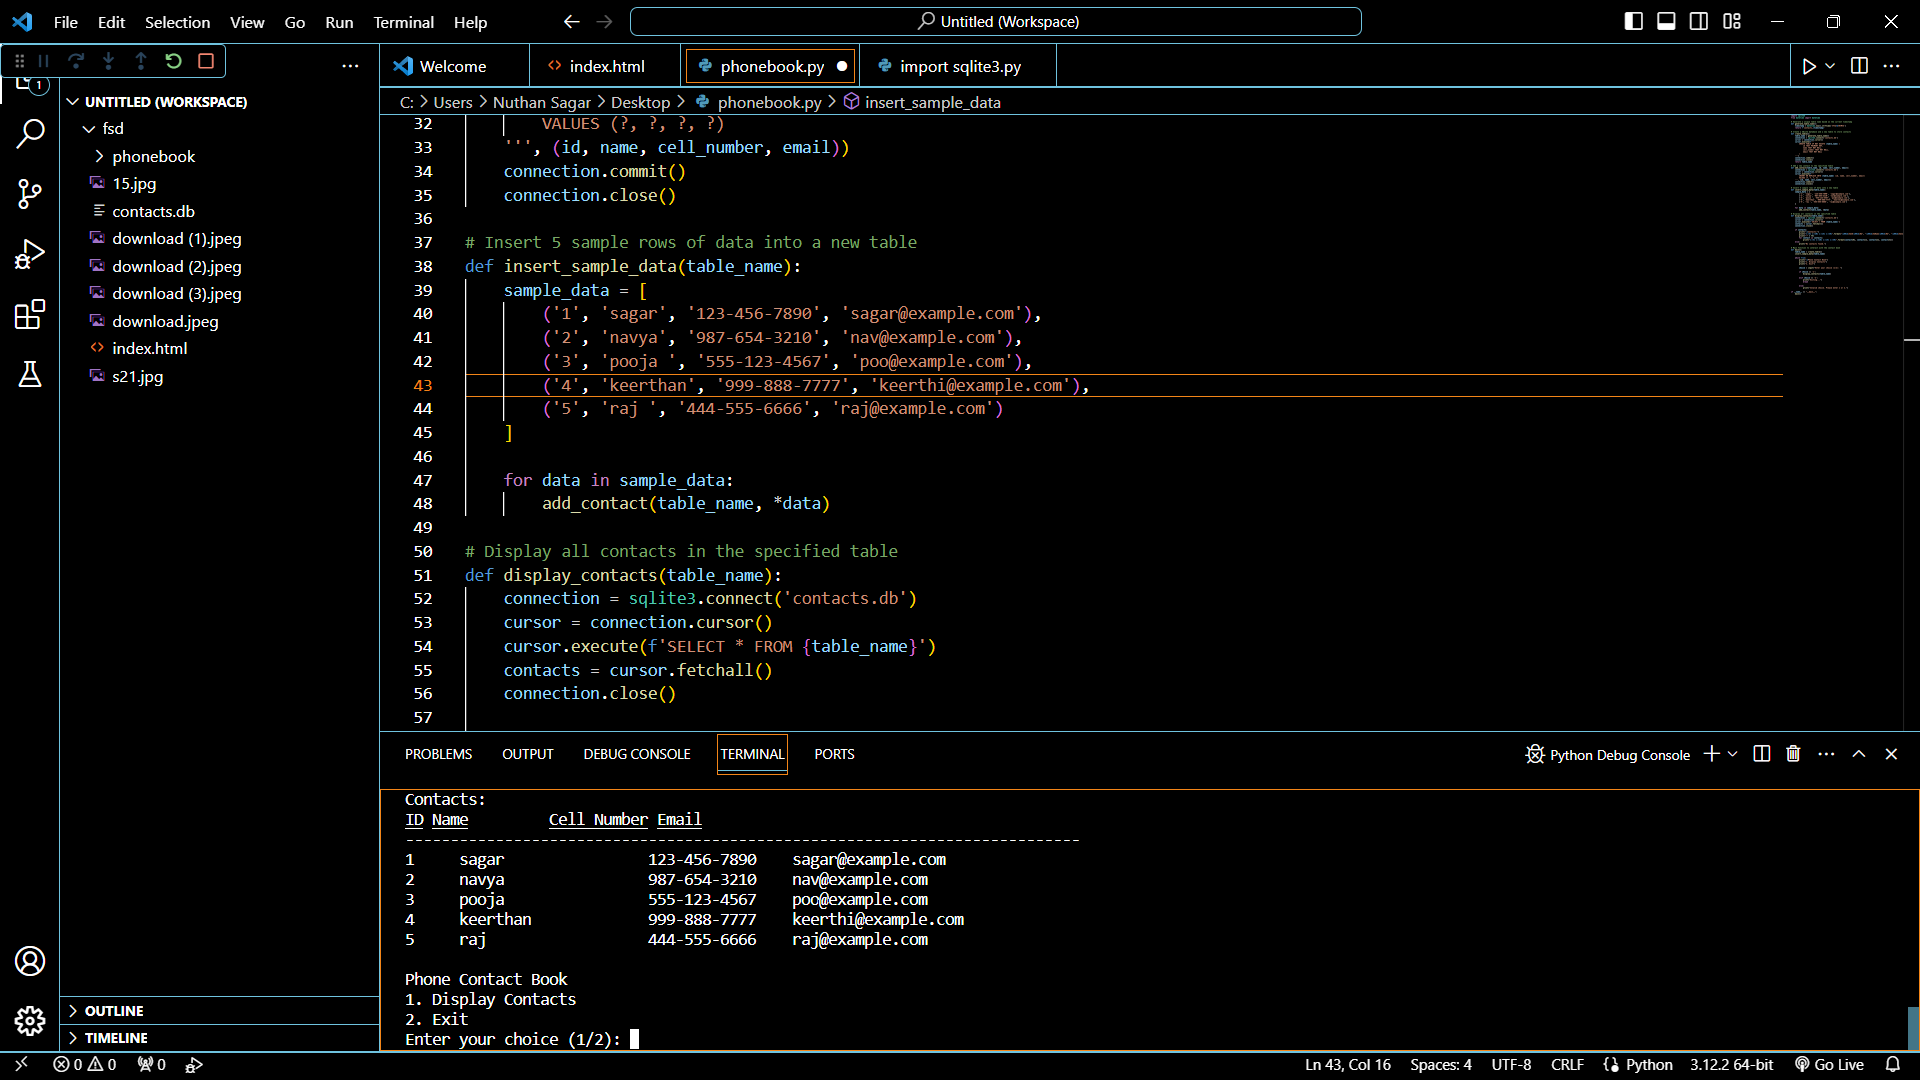 File Edit Selection View Go Run Terminal Help
Untitled (Workspace)
Welcome
index.html
phonebook.py
import sqlite3.py
1
C: > Users > Nuthan Sagar > Desktop > phonebook.py > insert_sample_data
UNTITLED (WORKSPACE)
fsd
phonebook
15.jpg
contacts.db
download (1).jpeg
download (2).jpeg
download (3).jpeg
download.jpeg
index.html
s21.jpg
OUTLINE
TIMELINE
32 VALUES (?, ?, ?, ?)
33 ''', (id, name, cell_number, email))
34 connection.commit()
35 connection.close()
36
37 # Insert 5 sample rows of data into a new table
38 def insert_sample_data(table_name):
39 sample_data = [
40 ('1', 'sagar', '123-456-7890', 'sagar@example.com'),
41 ('2', 'navya', '987-654-3210', 'nav@example.com'),
42 ('3', 'pooja ', '555-123-4567', 'poo@example.com'),
43 ('4', 'keerthan', '999-888-7777', 'keerthi@example.com'),
44 ('5', 'raj ', '444-555-6666', 'raj@example.com')
45 ]
46
47 for data in sample_data:
48 add_contact(table_name, *data)
49
50 # Display all contacts in the specified table
51 def display_contacts(table_name):
52 connection = sqlite3.connect('contacts.db')
53 cursor = connection.cursor()
54 cursor.execute(f'SELECT * FROM {table_name}')
55 contacts = cursor.fetchall()
56 connection.close()
57
PROBLEMS OUTPUT DEBUG CONSOLE TERMINAL PORTS
Python Debug Console
Contacts:
ID Name Cell Number Email
---------------------------------------------------------------------------
1 sagar 123-456-7890 sagar@example.com
2 navya 987-654-3210 nav@example.com
3 pooja 555-123-4567 poo@example.com
4 keerthan 999-888-7777 keerthi@example.com
5 raj 444-555-6666 raj@example.com
Phone Contact Book
1. Display Contacts
2. Exit
Enter your choice (1/2):
0 0 0
Ln 43, Col 16 Spaces: 4 UTF-8 CRLF Python 3.12.2 64-bit Go Live